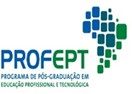 PROFEPT
PROGRAMA DE PÓS-GRADUAÇÃO EM
EDUCAÇÃO PROFISSIONAL E TECNOLÓGICA